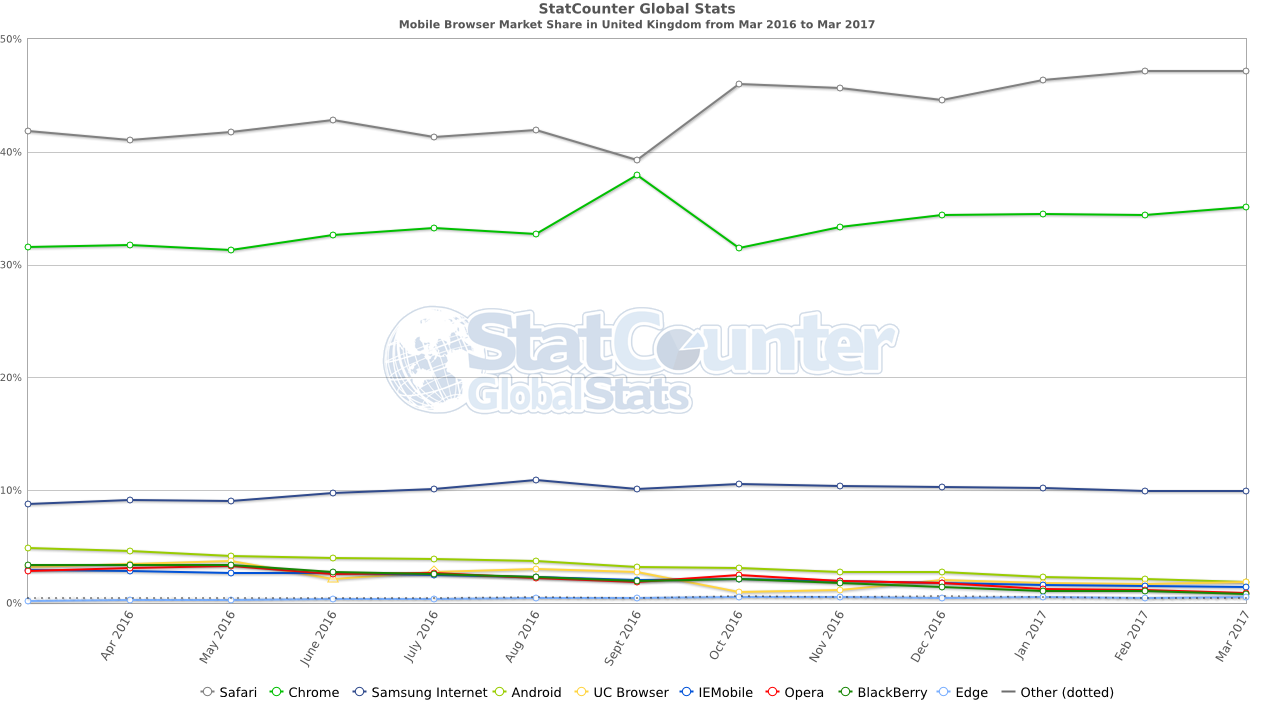 StatCounter Global Stats
Mobile Browser Market Share in United Kingdom from Mar 2016 to Mar 2017
50%
40%
30%
StatCounter
20%
GlobalStats
10%
0%
Apr 2016 May 2016 June 2016 July 2016 Aug 2016 Sept 2016 Oct 2016 Nov 2016 Dec 2016 Jan 2017 Feb 2017 Mar 2017
Safari Chrome Samsung Internet Android UC Browser IEMobile Opera BlackBerry Edge Other (dotted)